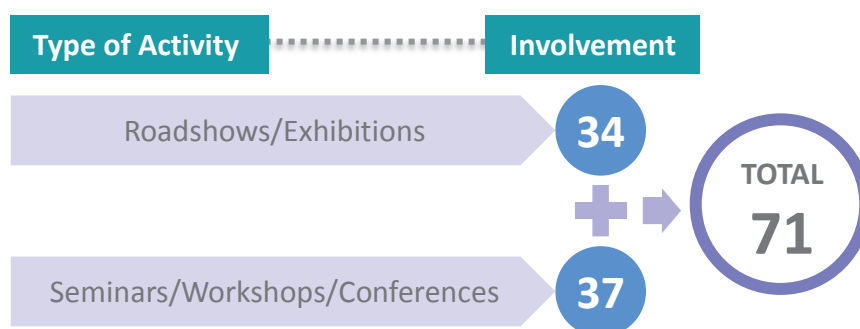 Type of Activity
Involvement
Roadshows/Exhibitions
34
TOTAL
71
Seminars/Workshops/Conferences
37